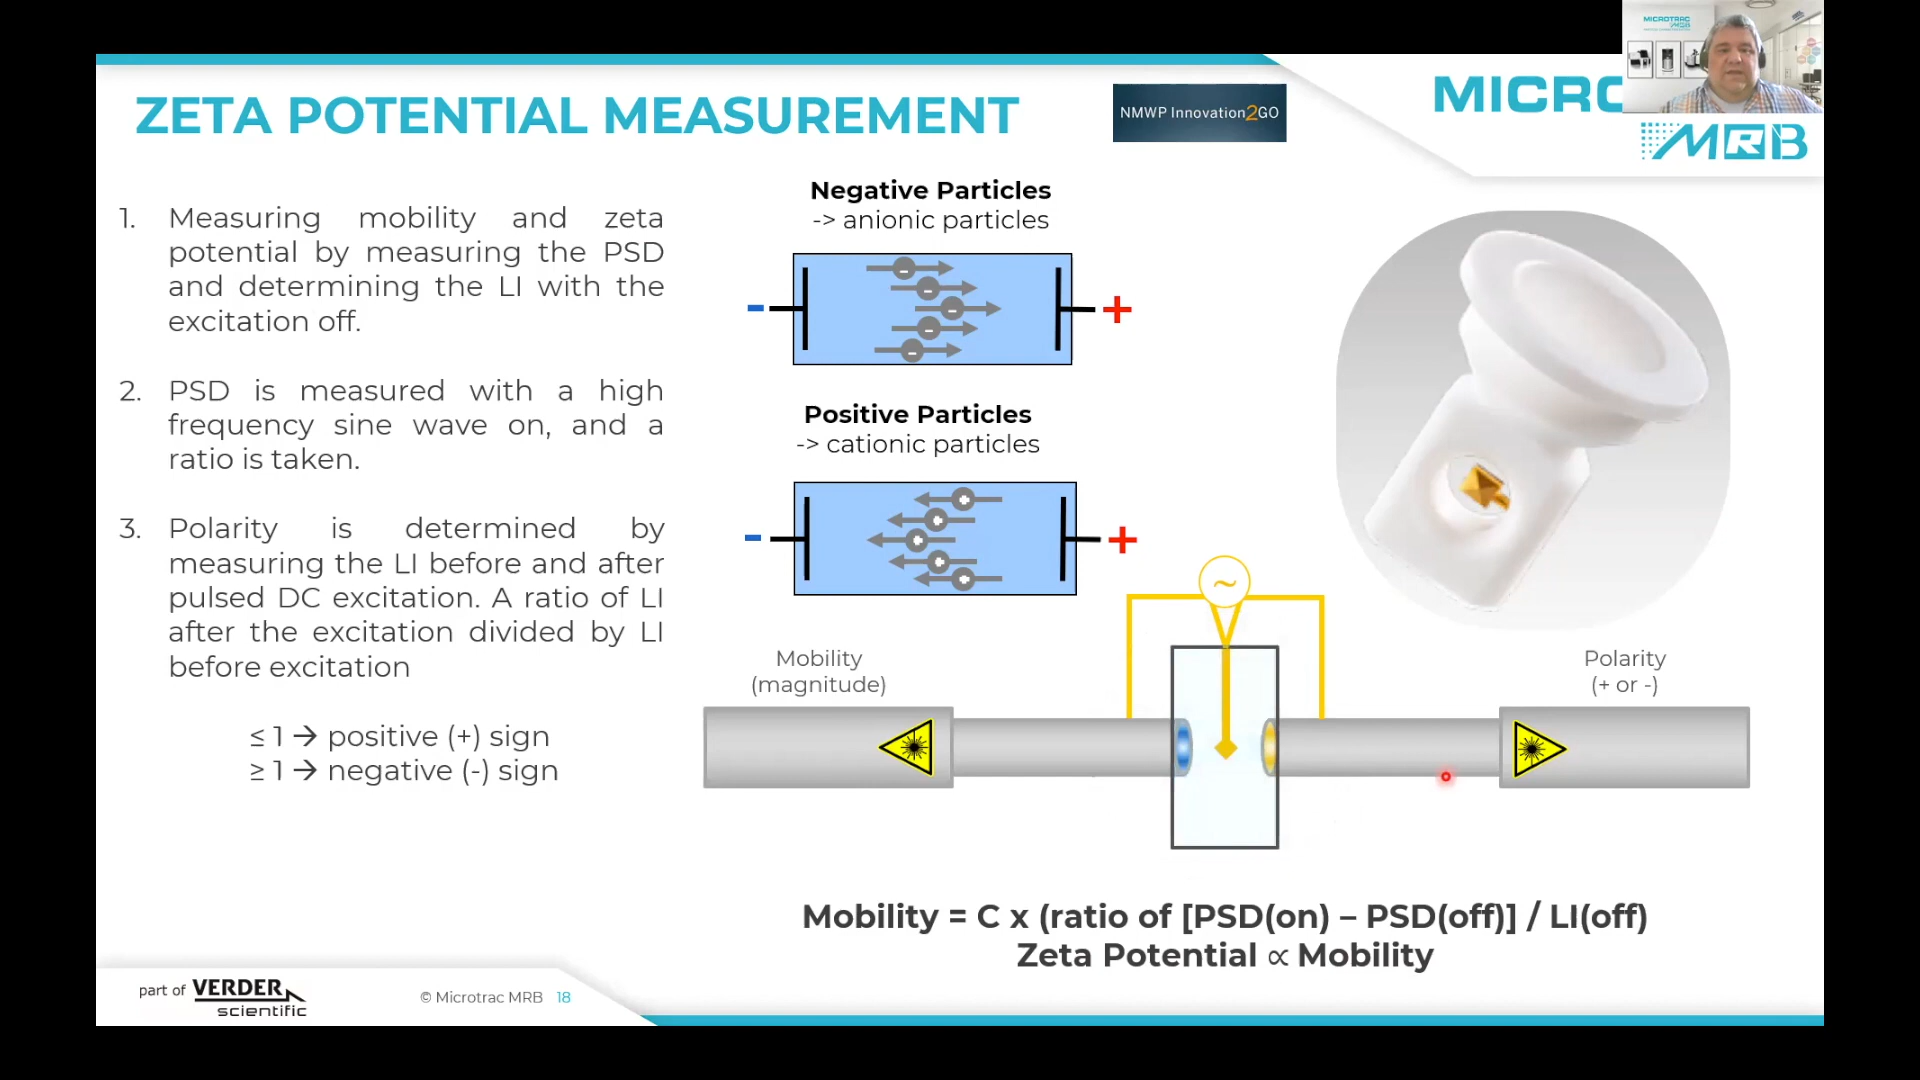 MICROTRAC
MRB
ZETA POTENTIAL MEASUREMENT
NMWP Innovation2GO
MICRO
MRB
1. Measuring mobility and zeta
potential by measuring the PSD
and determining the LI with the
excitation off.
2. PSD is measured with a high
frequency sine wave on, and a
ratio is taken.
3. Polarity is determined by
measuring the LI before and after
pulsed DC excitation. A ratio of LI
after the excitation divided by LI
before excitation
≤ 1 → positive (+) sign
≥ 1 → negative (-) sign
Negative Particles
-> anionic particles
- +
Positive Particles
-> cationic particles
- +
~
Mobility
(magnitude)
Polarity
(+ or -)
Mobility = C x (ratio of [PSD(on) – PSD(off)] / LI(off)
Zeta Potential ∝ Mobility
part of VERDER
scientific
© Microtrac MRB 18